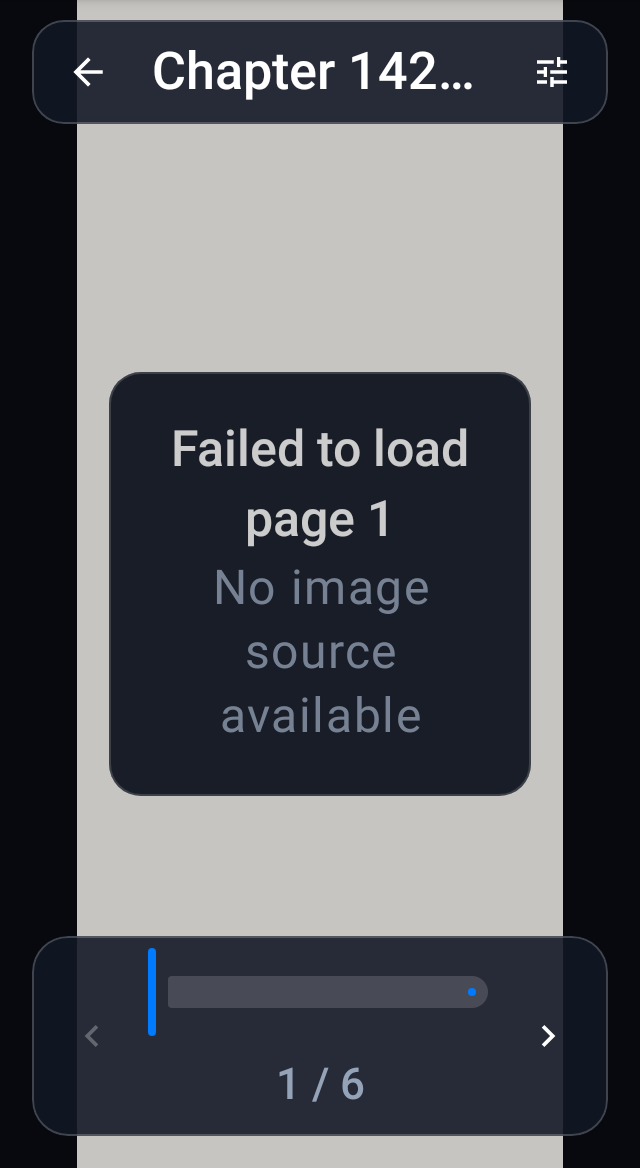 Chapter 142…
Failed to load
page 1
No image
source
available
1 / 6